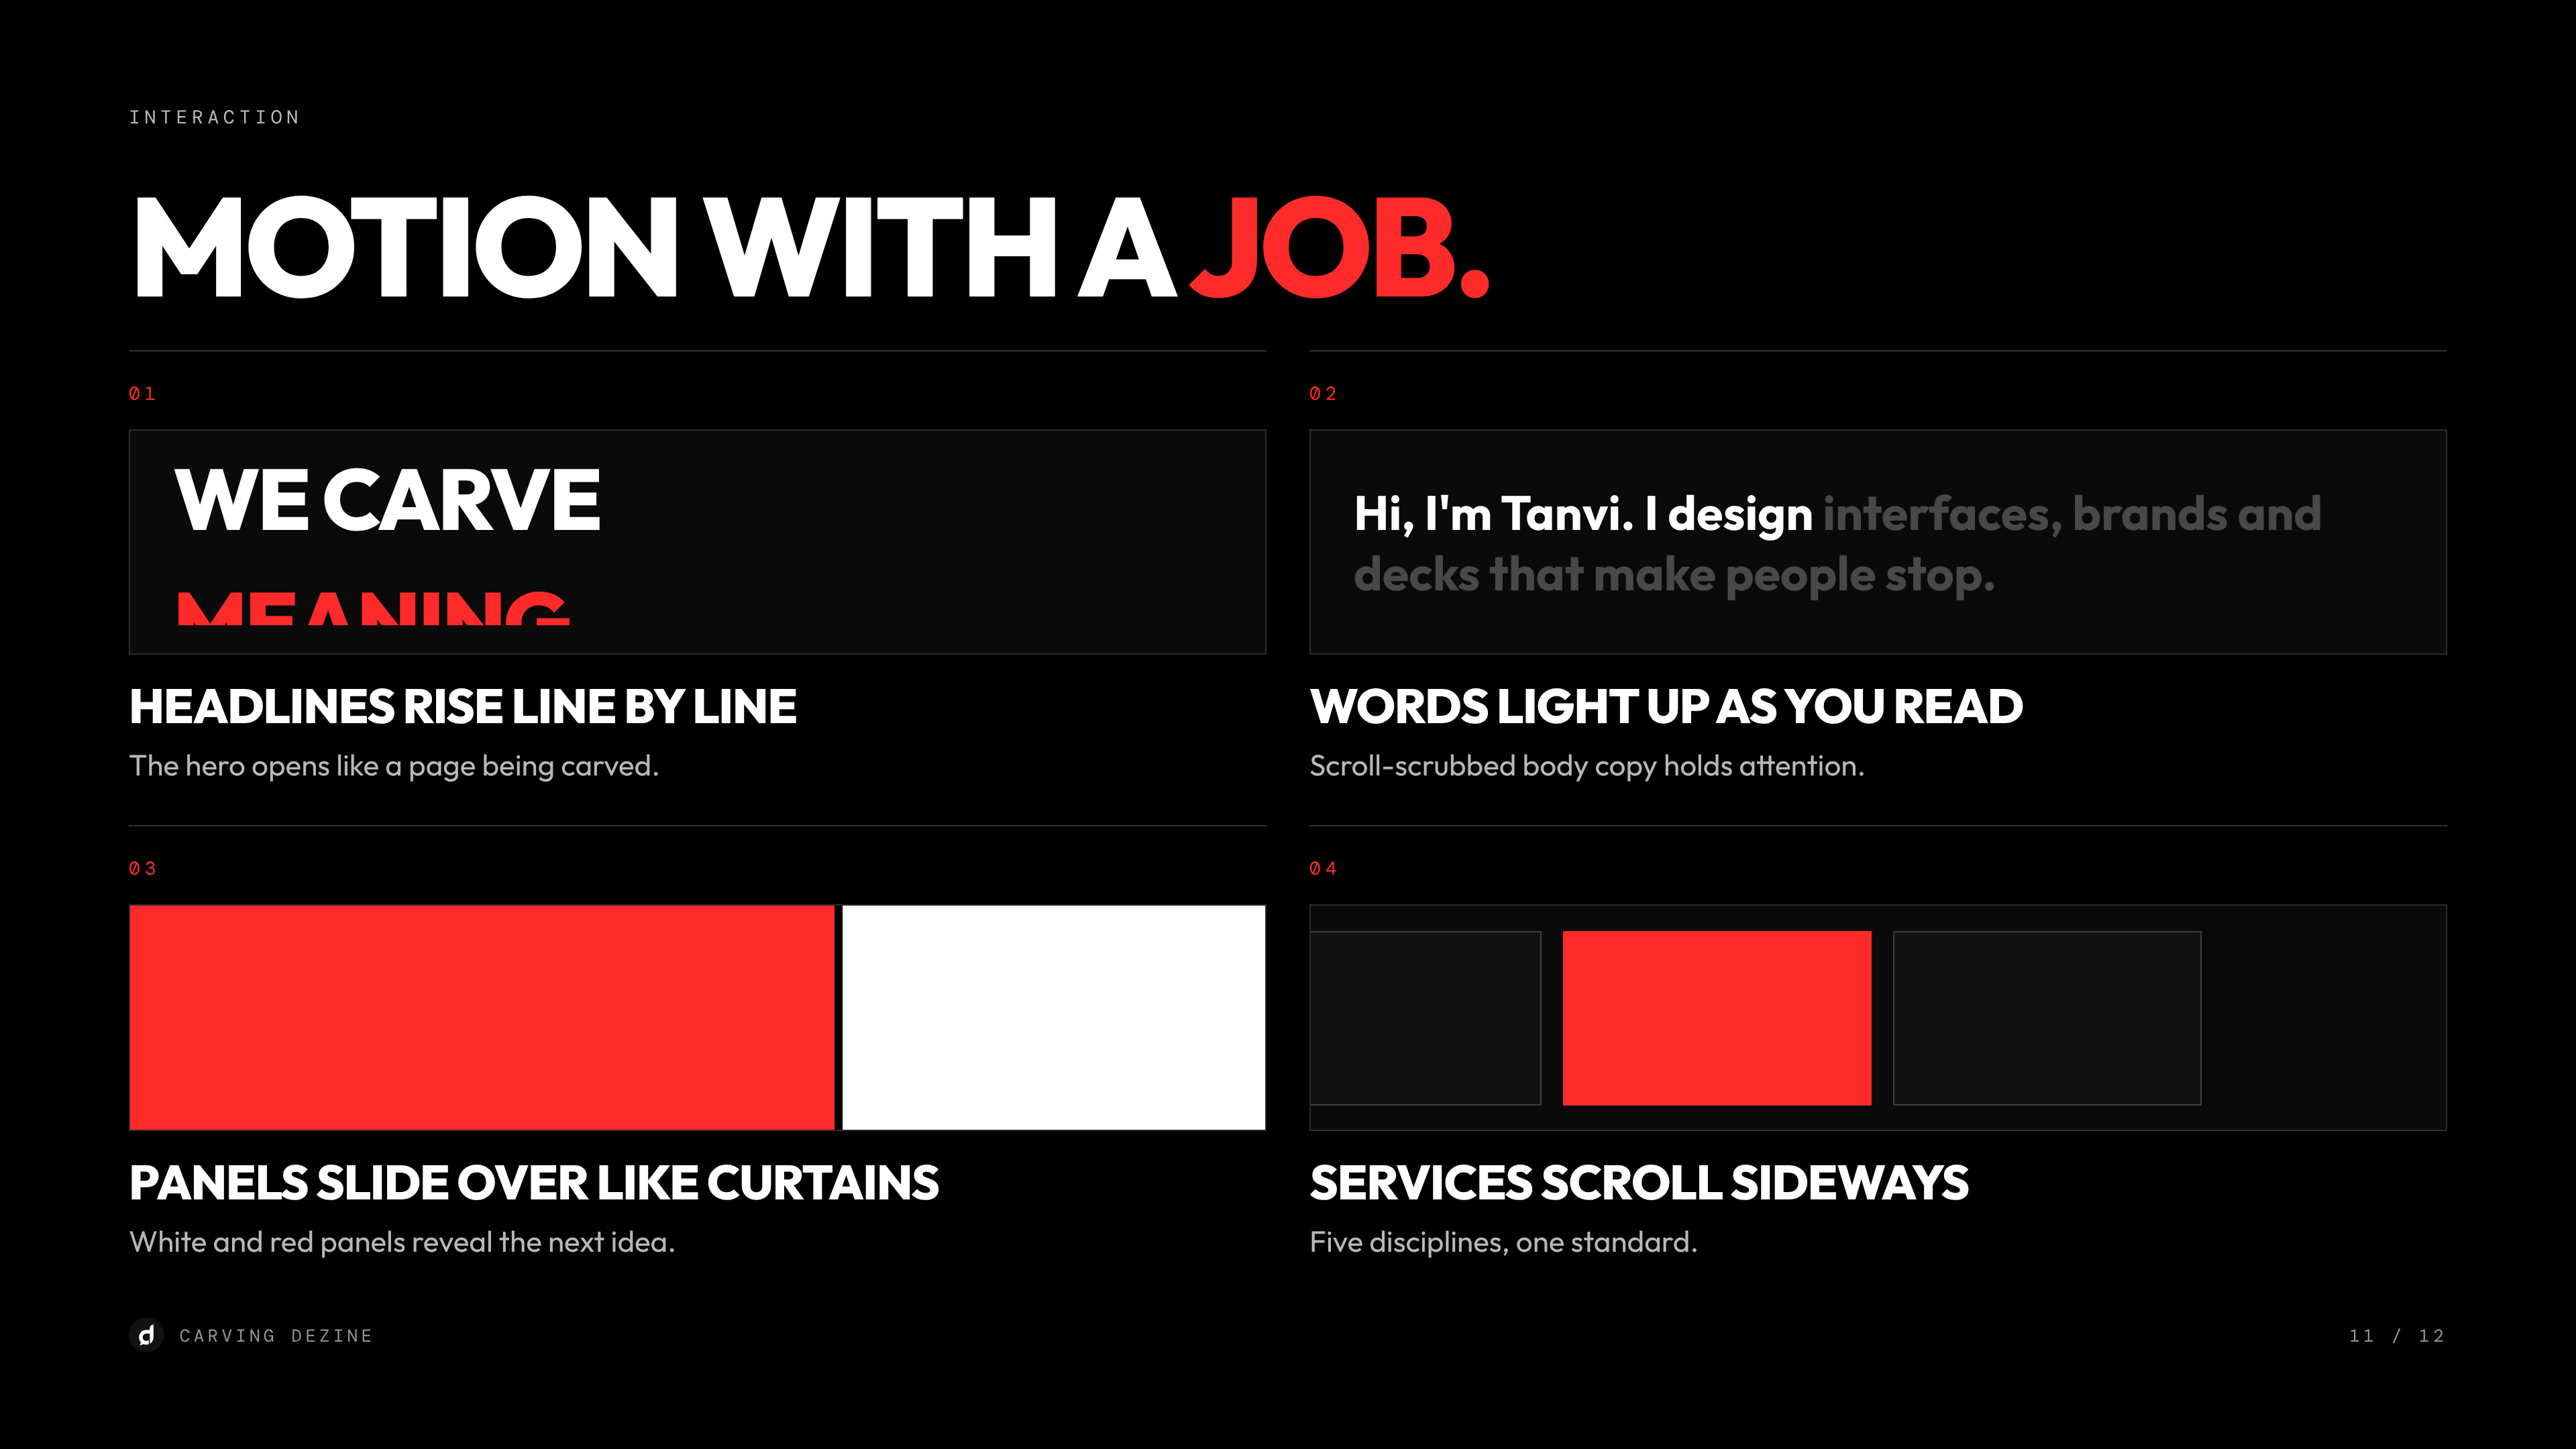 INTERACTION
MOTION WITH A JOB.
01
WE CARVE
MEANING
HEADLINES RISE LINE BY LINE
The hero opens like a page being carved.
02
Hi, I'm Tanvi. I design interfaces, brands and
decks that make people stop.
WORDS LIGHT UP AS YOU READ
Scroll-scrubbed body copy holds attention.
03
PANELS SLIDE OVER LIKE CURTAINS
White and red panels reveal the next idea.
04
SERVICES SCROLL SIDEWAYS
Five disciplines, one standard.
d CARVING DEZINE
11 / 12